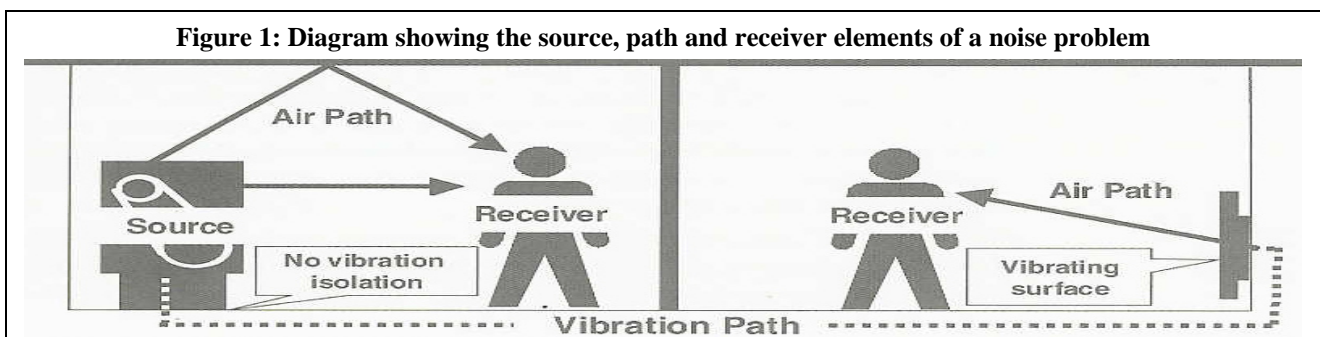 Figure 1: Diagram showing the source, path and receiver elements of a noise problem
Air Path
Source
Receiver
No vibration
isolation
Receiver
Air Path
Vibrating
surface
Vibration Path